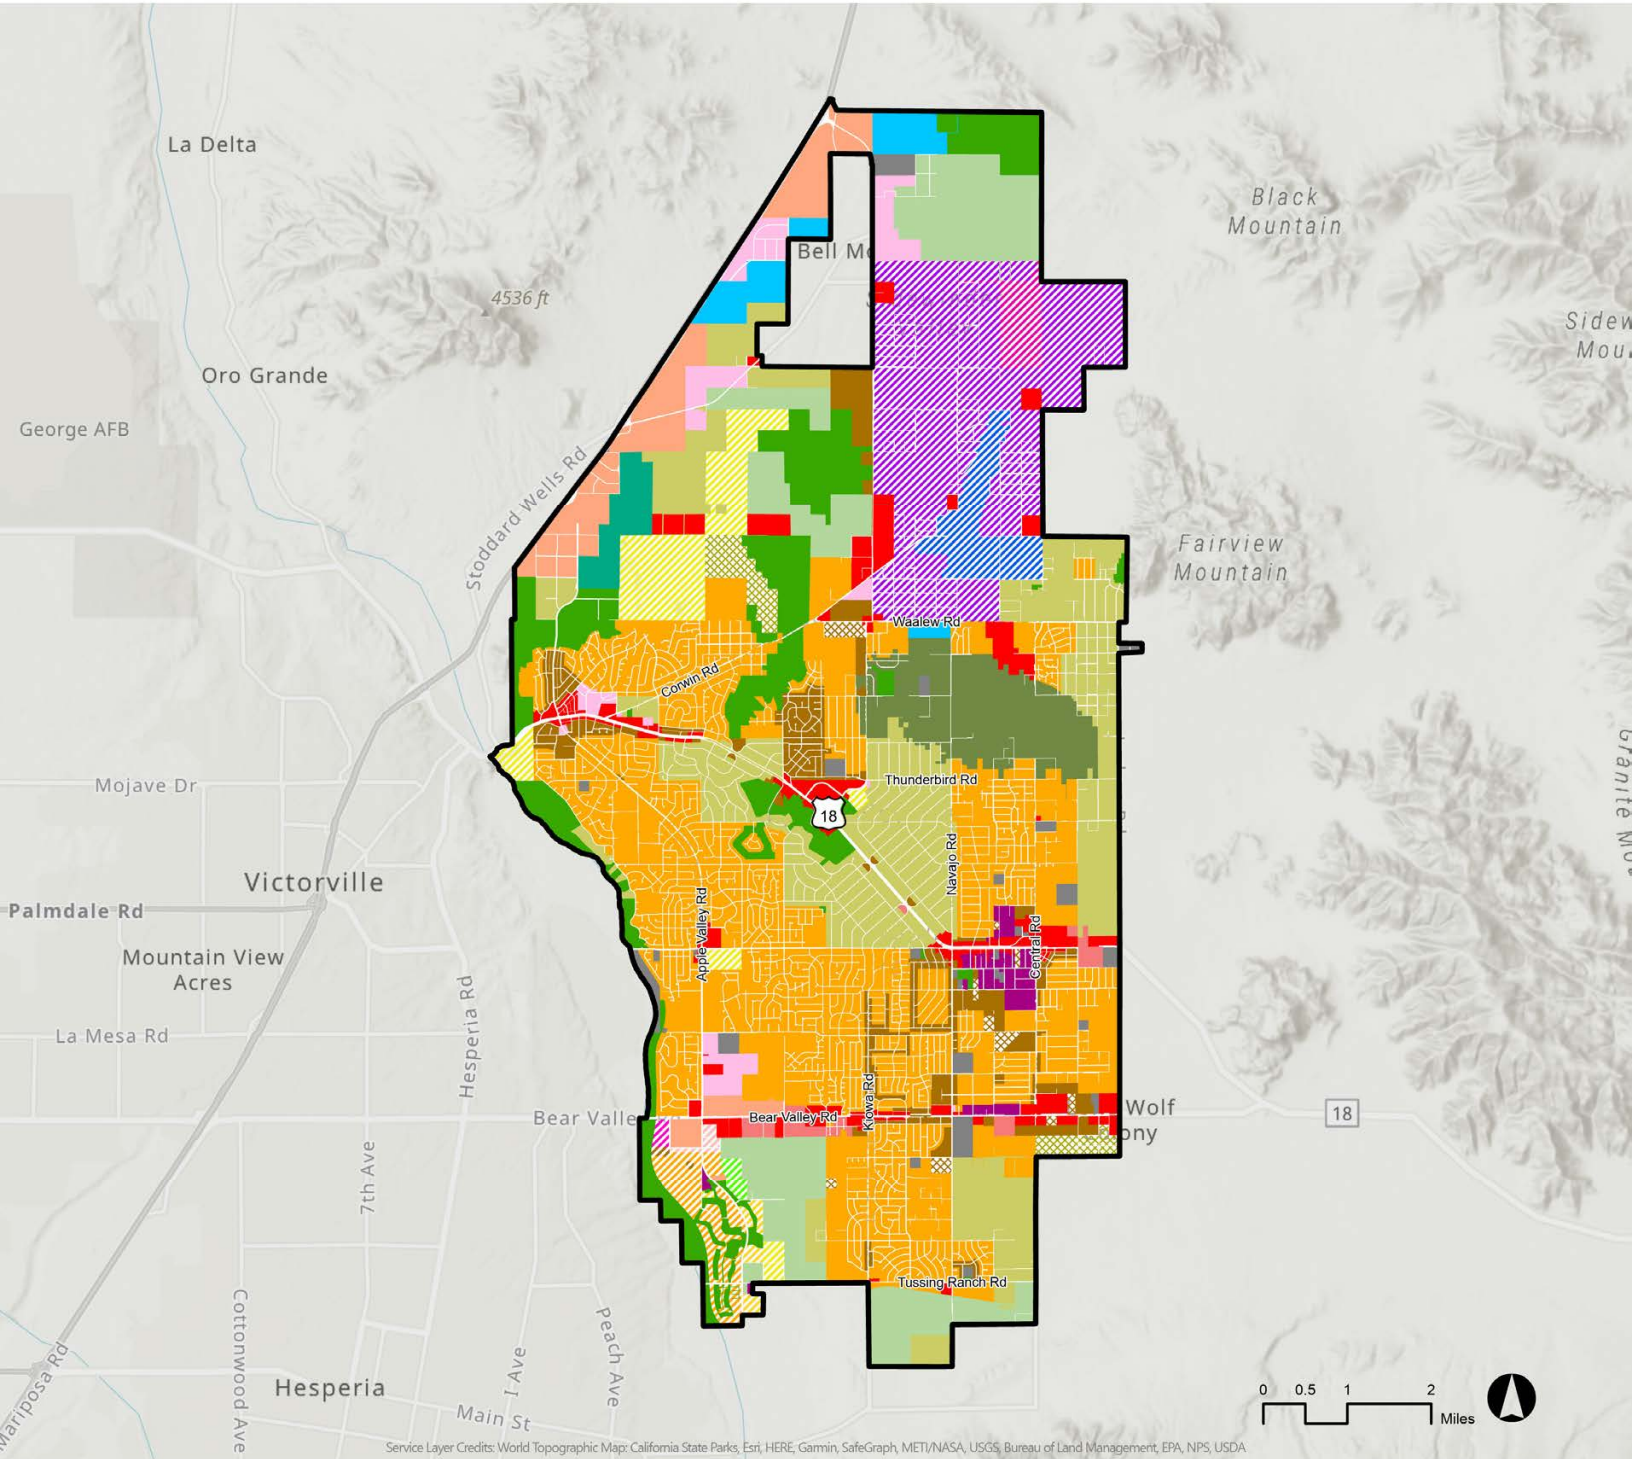 La Delta
Black
Mountain
Bell Mo
4536 ft
Sidew
Mou
Oro Grande
George AFB
Stoddard Wells Rd
Fairview
Mountain
Waalew Rd
Corwin Rd
Granite Mo
Mojave Dr
Thunderbird Rd
18
Navajo Rd
Victorville
Palmdale Rd
Apple Valley Rd
Central Rd
Mountain View
Acres
La Mesa Rd
Hesperia Rd
Kiowa Rd
Bear Valle
Bear Valley Rd
Wolf
ony
18
7th Ave
Tussing Ranch Rd
Cottonwood Ave
Peach Ave
I Ave
Mariposa Rd
Hesperia
Main St
0 0.5 1 2
Miles
Service Layer Credits: World Topographic Map: California State Parks, Esri, HERE, Garmin, SafeGraph, METI/NASA, USGS, Bureau of Land Management, EPA, NPS, USDA